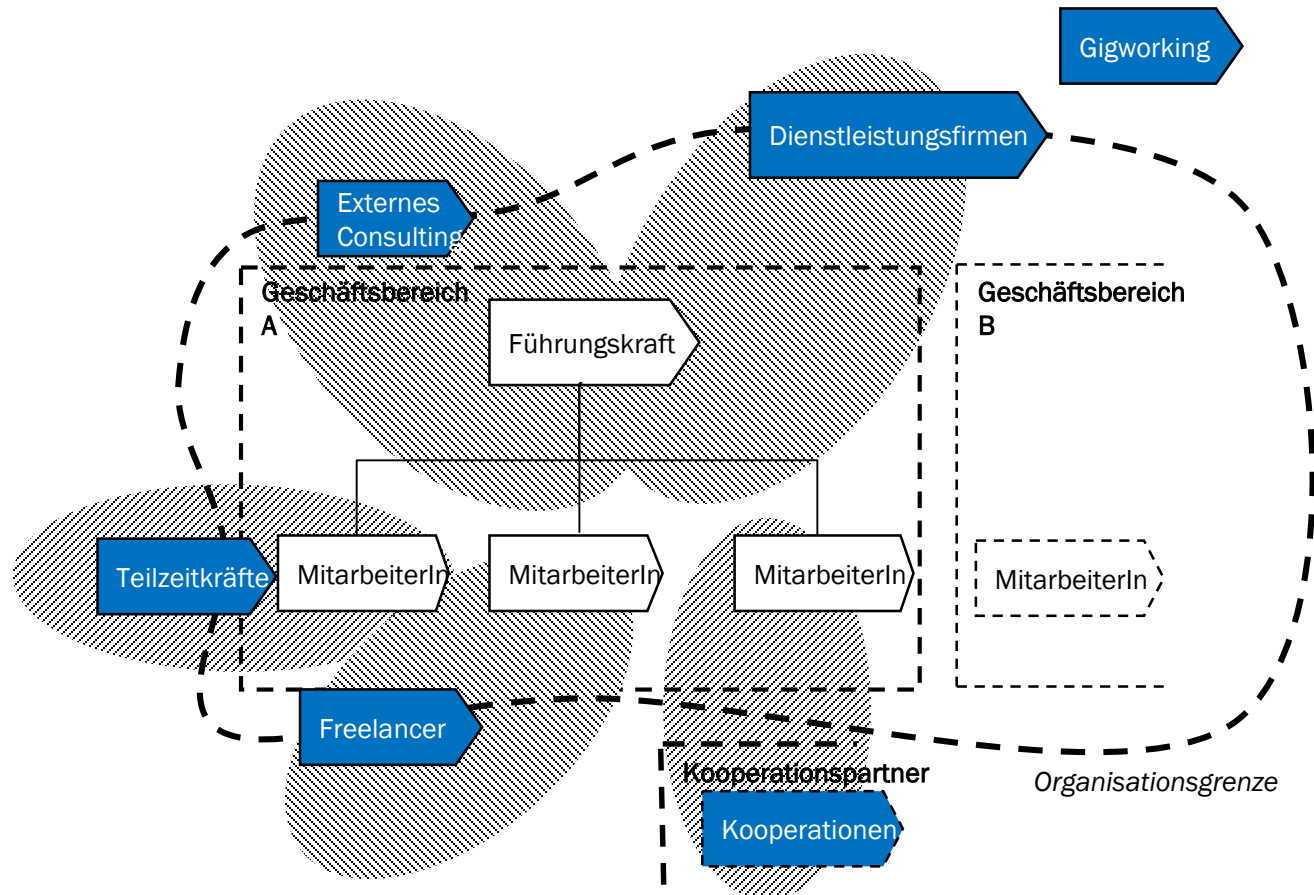 Gigworking
Dienstleistungsfirmen
Externes
Consulting
Geschäftsbereich
A
Geschäftsbereich
B
Führungskraft
Teilzeitkräfte
MitarbeiterIn
MitarbeiterIn
MitarbeiterIn
MitarbeiterIn
Freelancer
Kooperationspartner
Organisationsgrenze
Kooperationen